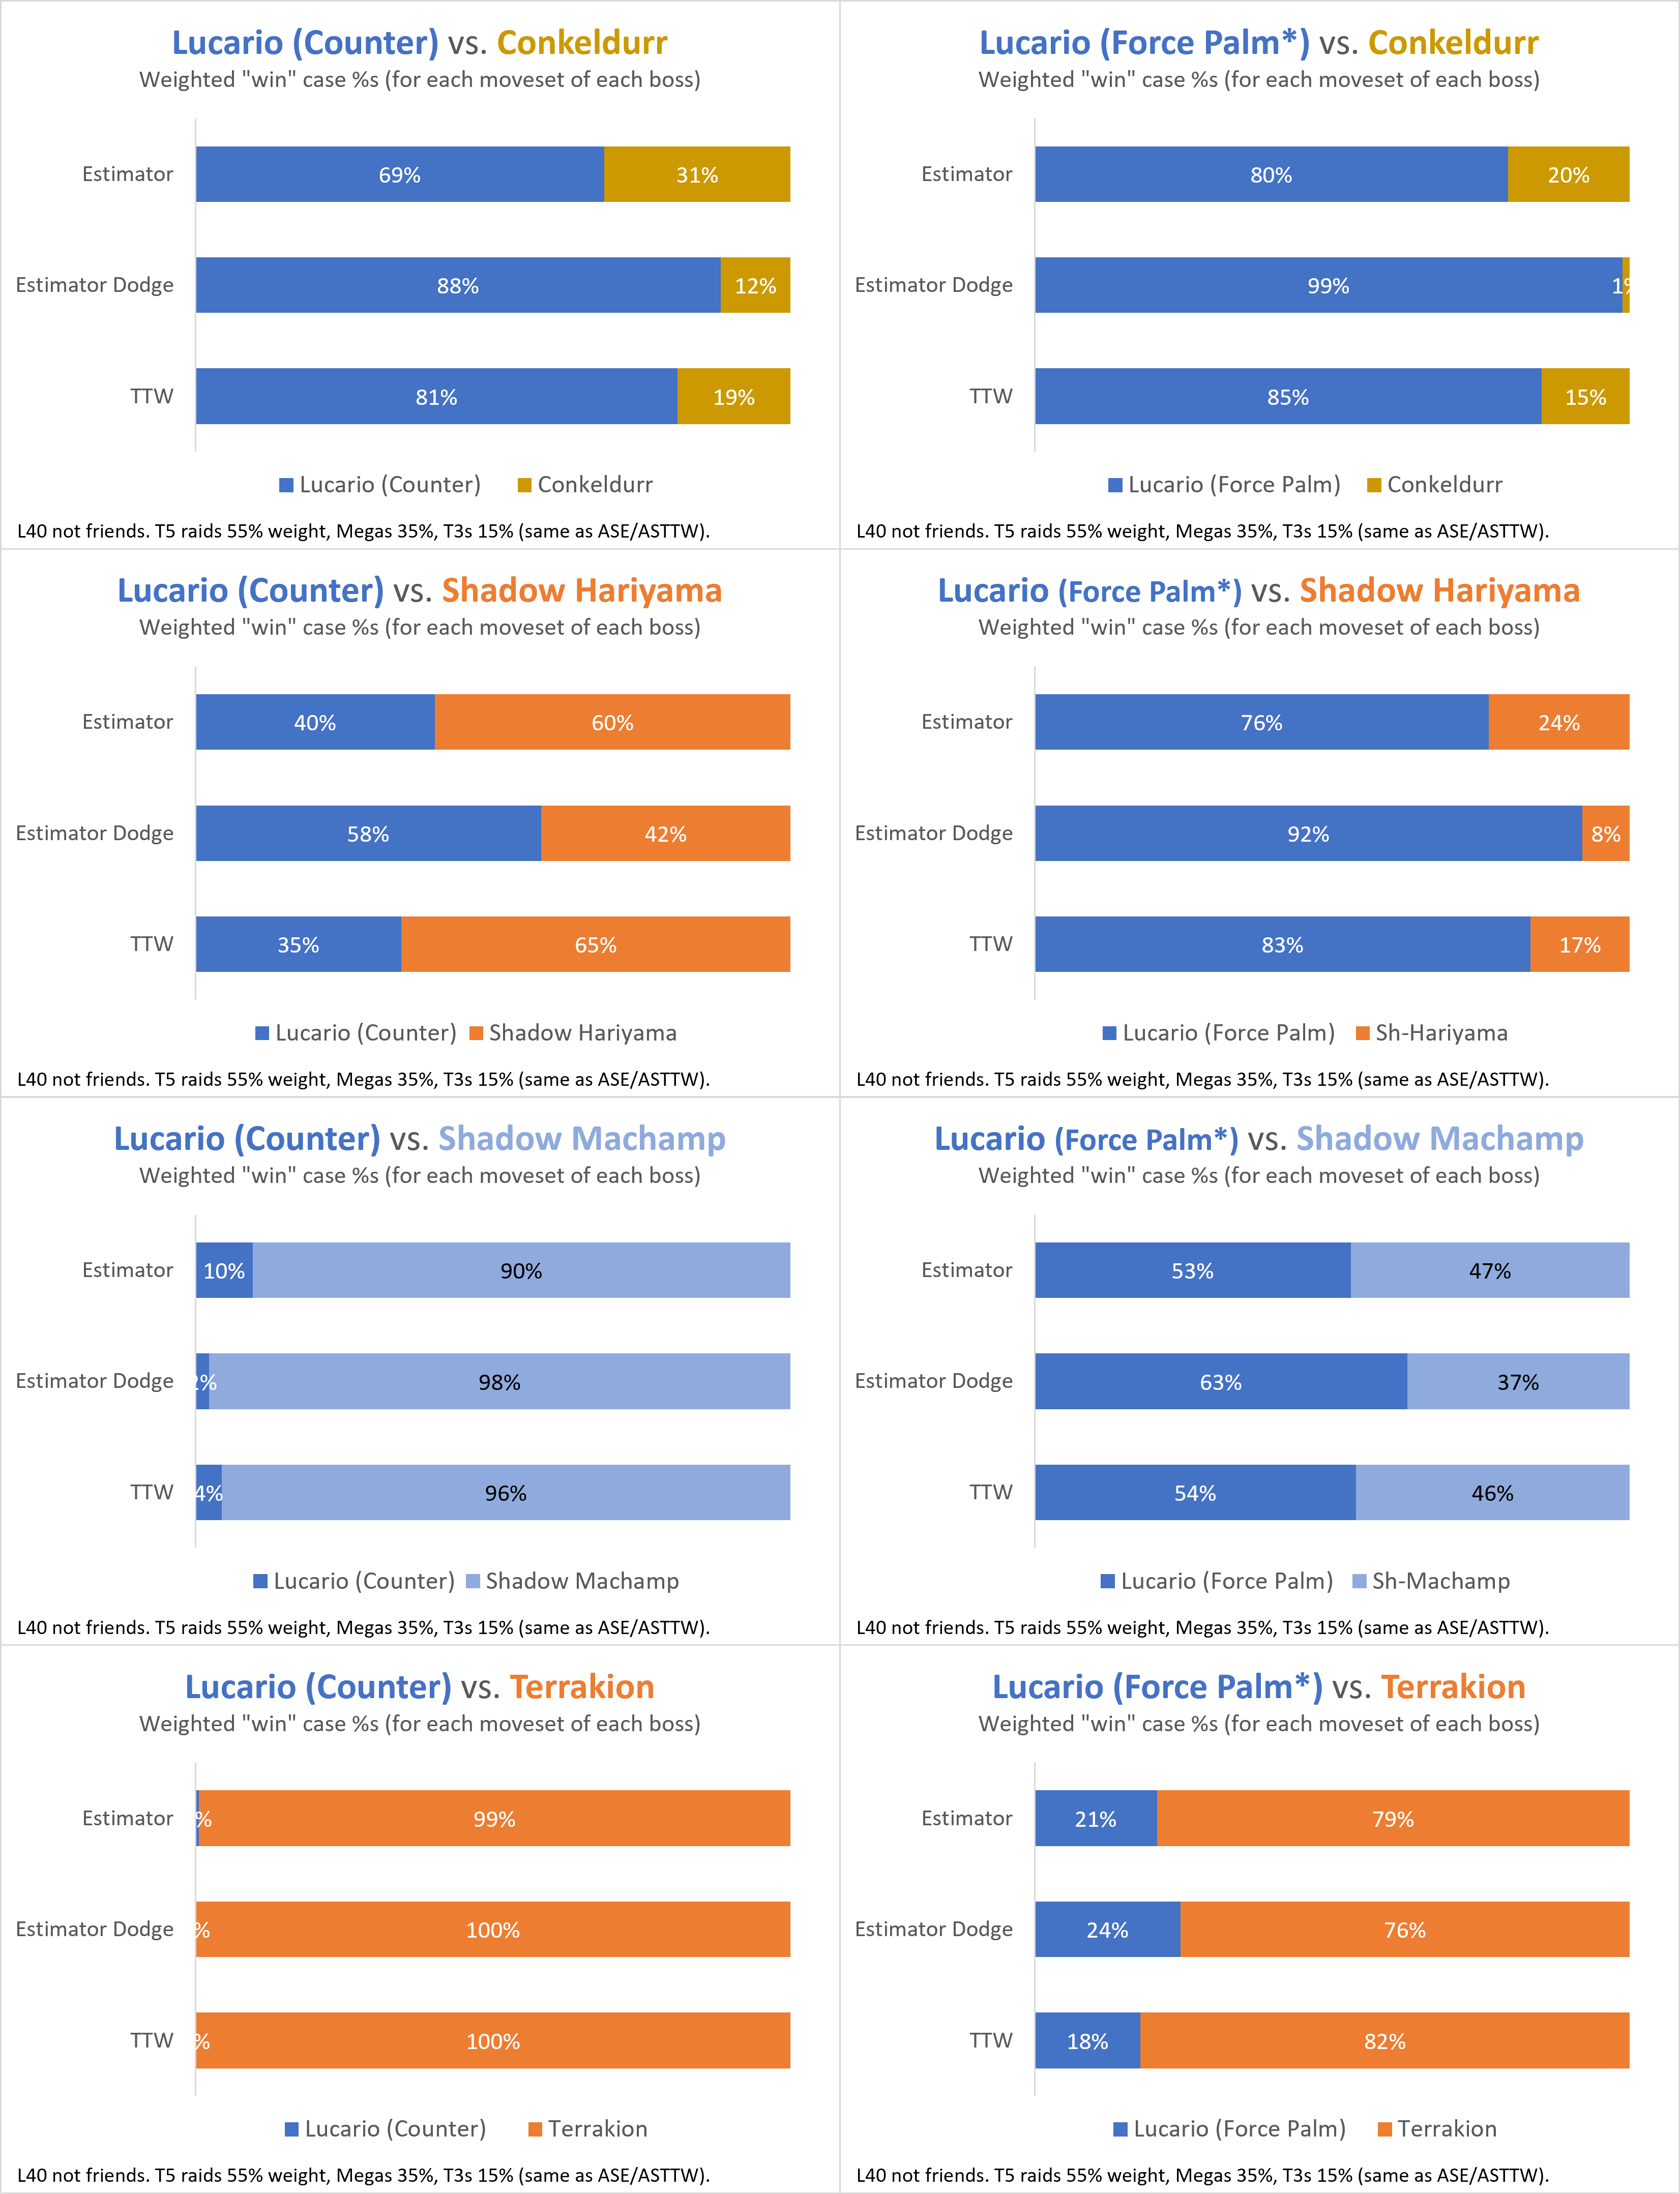 Lucario (Counter) vs. Conkeldurr
Weighted "win" case %s (for each moveset of each boss)
Estimator 69% 31%
Estimator Dodge 88% 12%
TTW 81% 19%
Lucario (Counter) Conkeldurr
L40 not friends. T5 raids 55% weight, Megas 35%, T3s 15% (same as ASE/ASTTW).
Lucario (Force Palm*) vs. Conkeldurr
Weighted "win" case %s (for each moveset of each boss)
Estimator 80% 20%
Estimator Dodge 99% 1%
TTW 85% 15%
Lucario (Force Palm) Conkeldurr
L40 not friends. T5 raids 55% weight, Megas 35%, T3s 15% (same as ASE/ASTTW).
Lucario (Counter) vs. Shadow Hariyama
Weighted "win" case %s (for each moveset of each boss)
Estimator 40% 60%
Estimator Dodge 58% 42%
TTW 35% 65%
Lucario (Counter) Shadow Hariyama
L40 not friends. T5 raids 55% weight, Megas 35%, T3s 15% (same as ASE/ASTTW).
Lucario (Force Palm*) vs. Shadow Hariyama
Weighted "win" case %s (for each moveset of each boss)
Estimator 76% 24%
Estimator Dodge 92% 8%
TTW 83% 17%
Lucario (Force Palm) Sh-Hariyama
L40 not friends. T5 raids 55% weight, Megas 35%, T3s 15% (same as ASE/ASTTW).
Lucario (Counter) vs. Shadow Machamp
Weighted "win" case %s (for each moveset of each boss)
Estimator 10% 90%
Estimator Dodge 2% 98%
TTW 4% 96%
Lucario (Counter) Shadow Machamp
L40 not friends. T5 raids 55% weight, Megas 35%, T3s 15% (same as ASE/ASTTW).
Lucario (Force Palm*) vs. Shadow Machamp
Weighted "win" case %s (for each moveset of each boss)
Estimator 53% 47%
Estimator Dodge 63% 37%
TTW 54% 46%
Lucario (Force Palm) Sh-Machamp
L40 not friends. T5 raids 55% weight, Megas 35%, T3s 15% (same as ASE/ASTTW).
Lucario (Counter) vs. Terrakion
Weighted "win" case %s (for each moveset of each boss)
Estimator % 99%
Estimator Dodge % 100%
TTW % 100%
Lucario (Counter) Terrakion
L40 not friends. T5 raids 55% weight, Megas 35%, T3s 15% (same as ASE/ASTTW).
Lucario (Force Palm*) vs. Terrakion
Weighted "win" case %s (for each moveset of each boss)
Estimator 21% 79%
Estimator Dodge 24% 76%
TTW 18% 82%
Lucario (Force Palm) Terrakion
L40 not friends. T5 raids 55% weight, Megas 35%, T3s 15% (same as ASE/ASTTW).